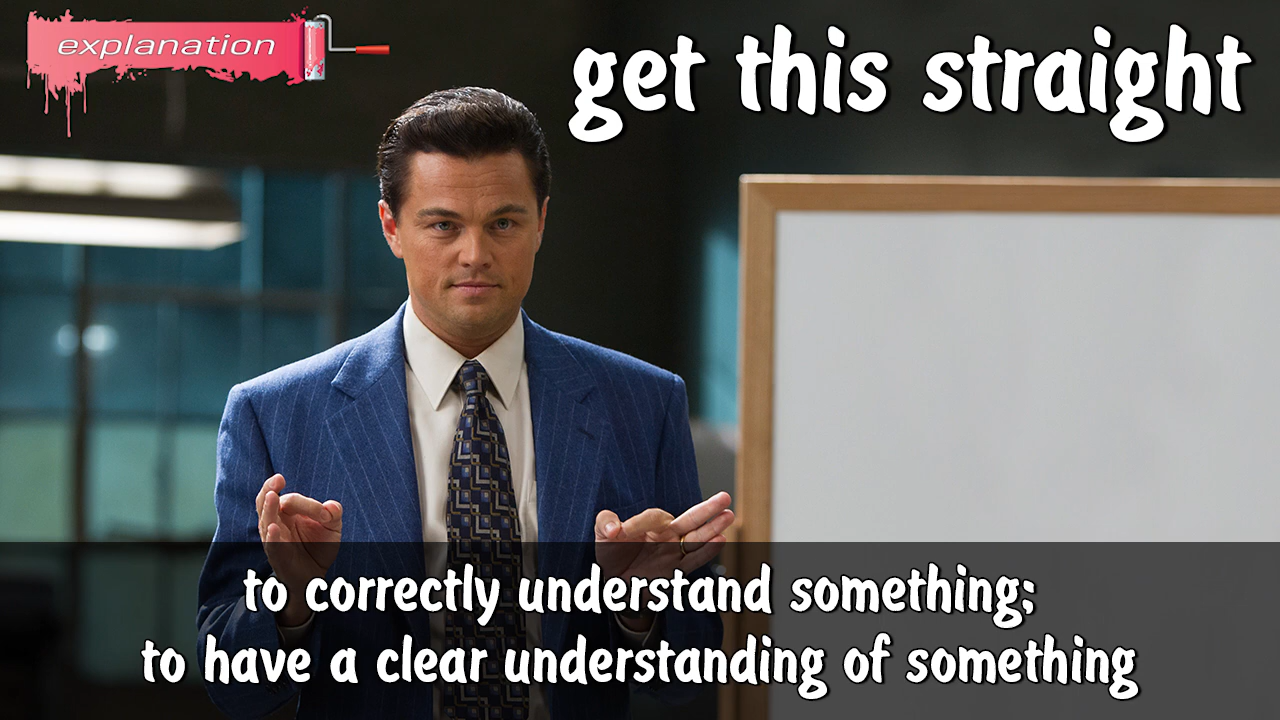 explanation
get this straight
to correctly understand something;
to have a clear understanding of something